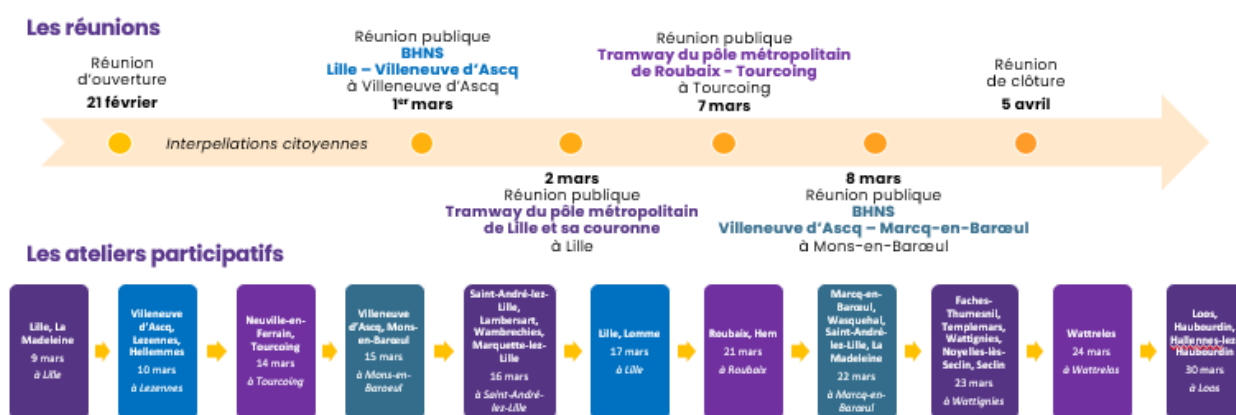 Les réunions
Réunion
d'ouverture
21 février
Réunion publique
BHNS
Lille – Villeneuve d'Ascq
à Villeneuve d'Ascq
1er mars
Réunion publique
Tramway du pôle métropolitain
de Roubaix - Tourcoing
à Tourcoing
7 mars
Réunion
de clôture
5 avril
Interpellations citoyennes
2 mars
Réunion publique
Tramway du pôle métropolitain
de Lille et sa couronne
à Lille
8 mars
Réunion publique
BHNS
Villeneuve d'Ascq – Marcq-en-Barœul
à Mons-en-Barœul
Les ateliers participatifs
Lille, La
Madeleine
9 mars
à Lille
Villeneuve
d'Ascq,
Lezennes,
Hellemmes
10 mars
à Lezennes
Neuville-en-
Ferrain,
Tourcoing
14 mars
à Tourcoing
Villeneuve
d'Ascq, Mons-
en-Barœul
15 mars
à Mons-en-
Baroeul
Saint-André-lez-
Lille,
Lambersart,
Wambrechies,
Marquette-lez-
Lille
16 mars
à Saint-André-
lez-Lille
Lille, Lomme
17 mars
à Lille
Roubaix, Hem
21 mars
à Roubaix
Marcq-en-
Barœul,
Wasquehal,
Saint-André-
lez-Lille, La
Madeleine
22 mars
à Marcq-en-
Barœul
Faches-
Thumesnil,
Templemars,
Wattignies,
Noyelles-lès-
Seclin, Seclin
23 mars
à Wattignies
Wattrelos
24 mars
à Wattrelos
Loos,
Haubourdin,
Hallennes-lez-
Haubourdin
30 mars
à Loos